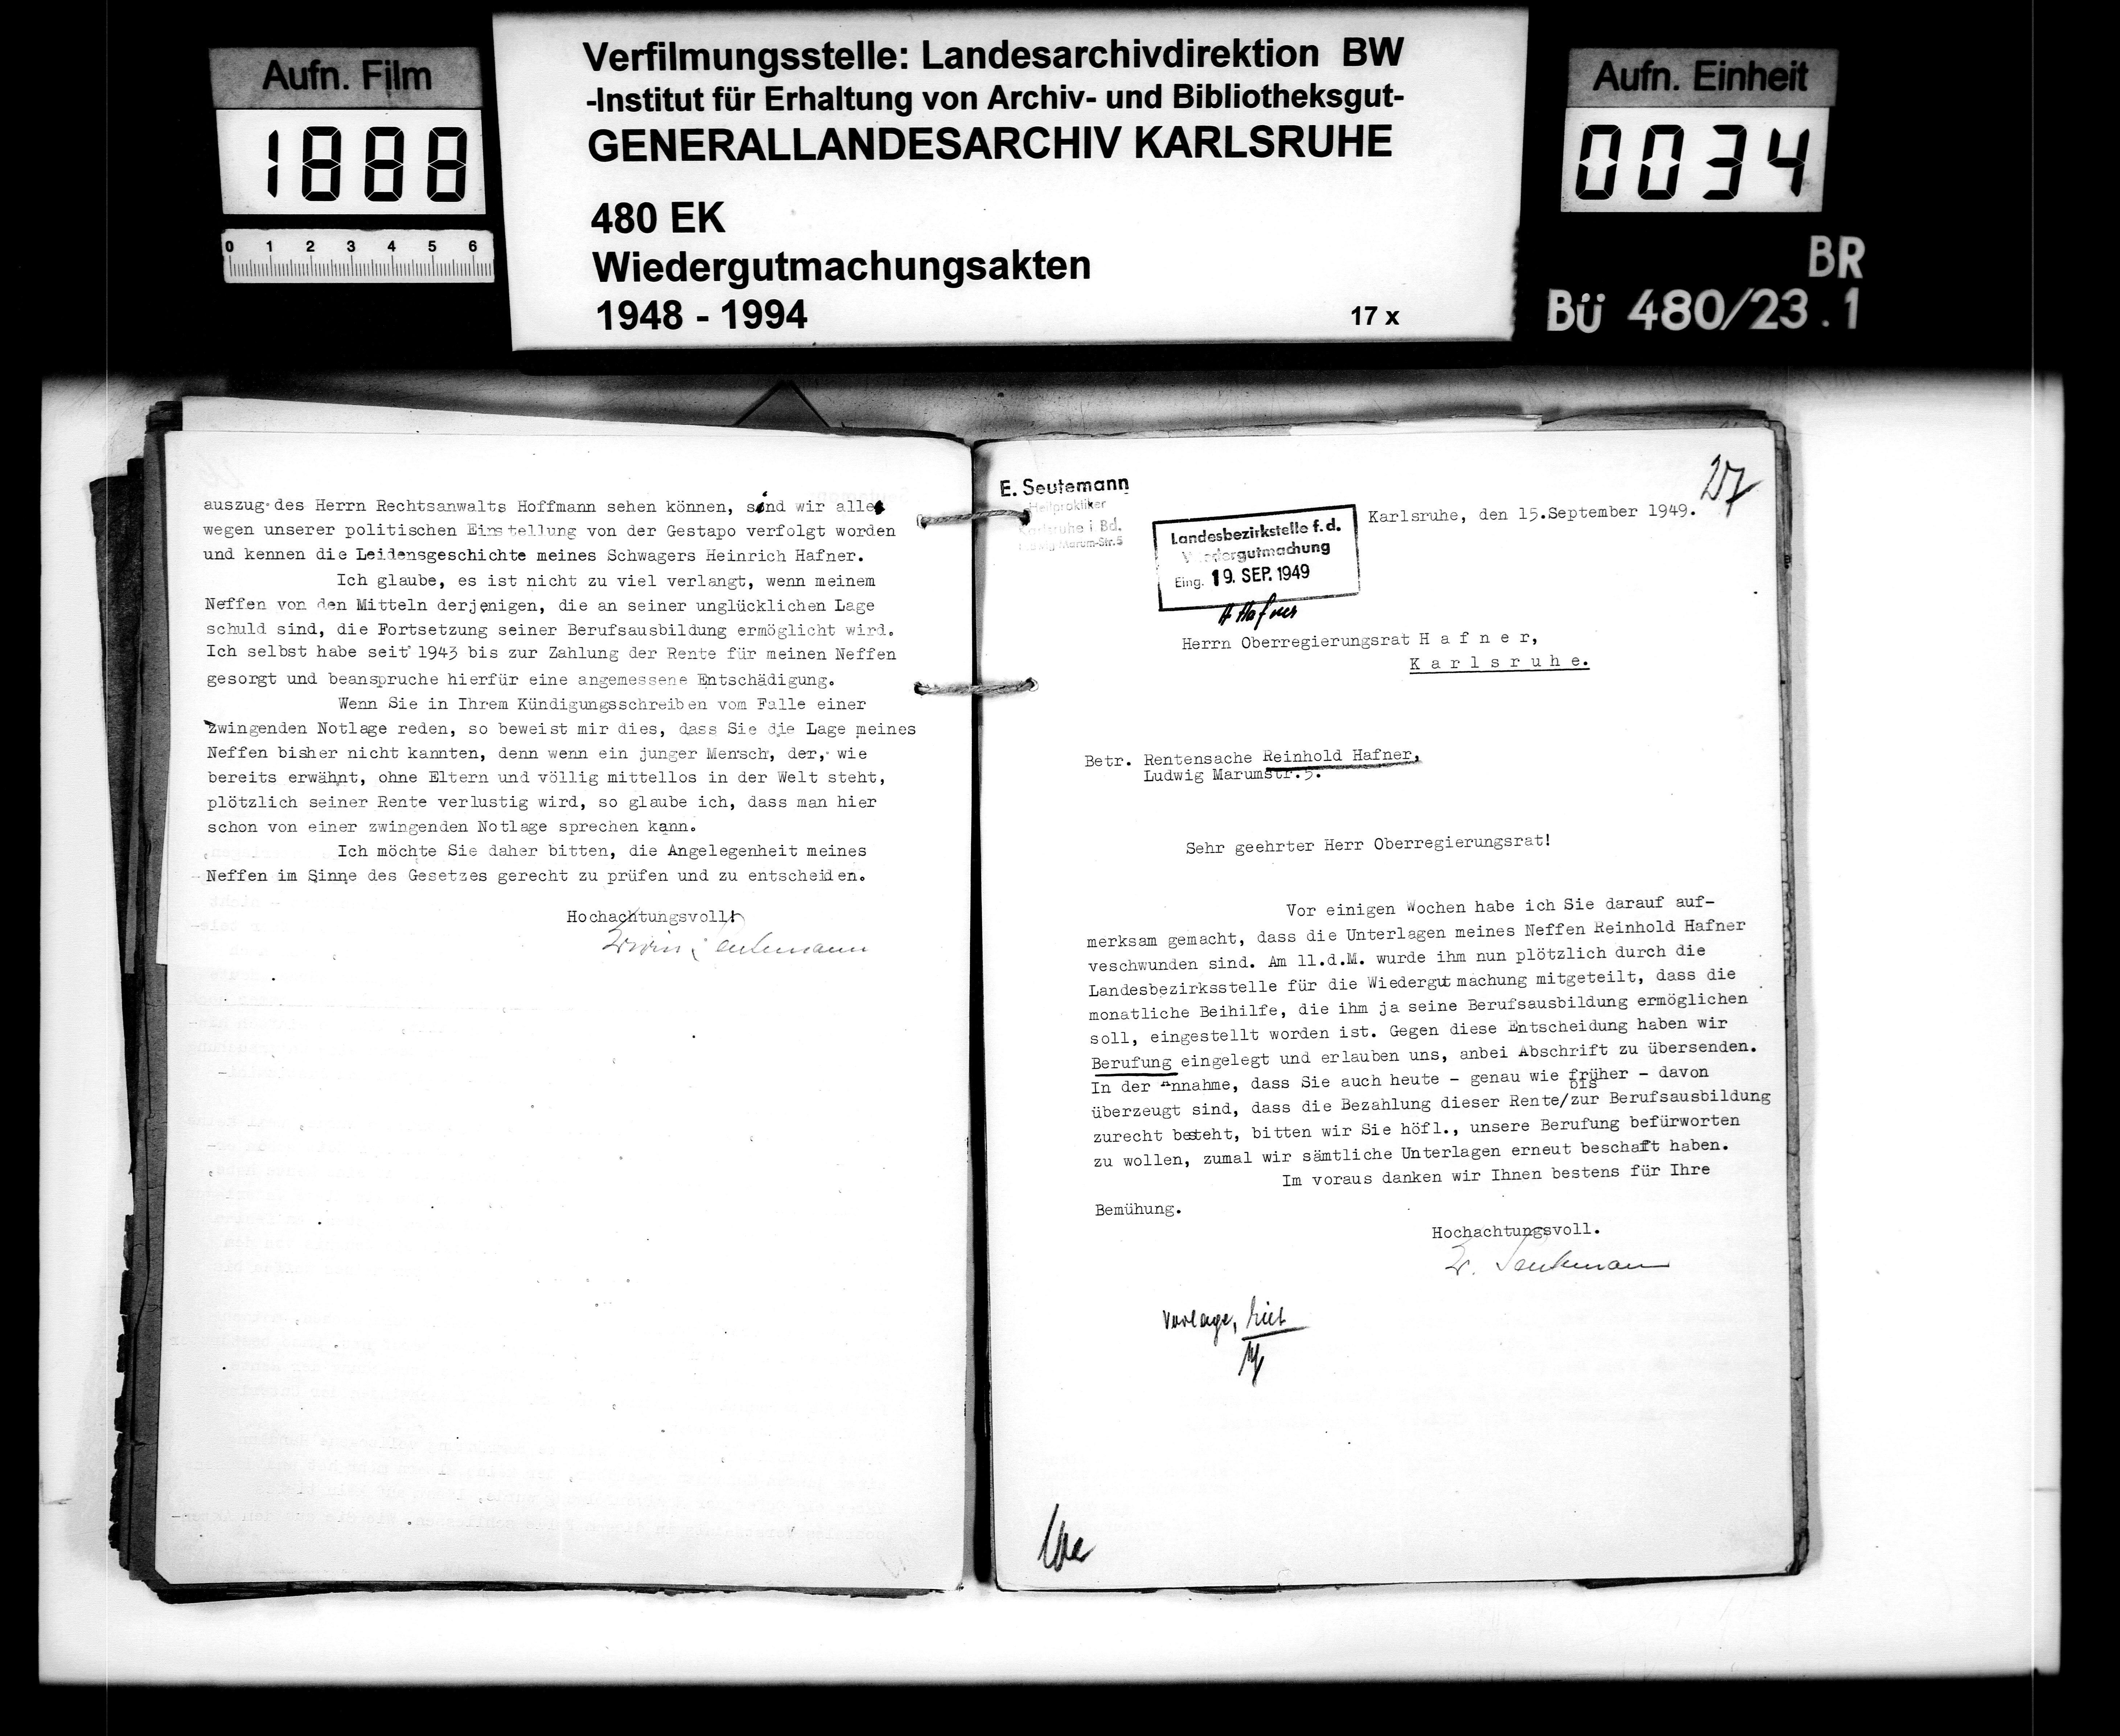 Aufn. Film
1888
0 1 2 3 4 5 6
Verfilmungsstelle: Landesarchivdirektion BW
-Institut für Erhaltung von Archiv- und Bibliotheksgut-
GENERALLANDESARCHIV KARLSRUHE
480 EK
Wiedergutmachungsakten
1948 - 1994
17 x
Aufn. Einheit
0034
BR
Bü 480/23.1
auszug des Herrn Rechtsanwalts Hoffmann sehen können, sind wir alle
wegen unserer politischen Einstellung von der Gestapo verfolgt worden
und kennen die Leidensgeschichte meines Schwagers Heinrich Hafner.
Ich glaube, es ist nicht zu viel verlangt, wenn meinem
Neffen von den Mitteln derjenigen, die an seiner unglücklichen Lage
schuld sind, die Fortsetzung seiner Berufsausbildung ermöglicht wird.
Ich selbst habe seit 1943 bis zur Zahlung der Rente für meinen Neffen
gesorgt und beanspruche hierfür eine angemessene Entschädigung.
Wenn Sie in Ihrem Kündigungsschreiben vom Falle einer
zwingenden Notlage reden, so beweist mir dies, dass Sie die Lage meines
Neffen bisher nicht kannten, denn wenn ein junger Mensch, der, wie
bereits erwähnt, ohne Eltern und völlig mittellos in der Welt steht,
plötzlich seiner Rente verlustig wird, so glaube ich, dass man hier
schon von einer zwingenden Notlage sprechen kann.
Ich möchte Sie daher bitten, die Angelegenheit meines
Neffen im Sinne des Gesetzes gerecht zu prüfen und zu entscheiden.
Hochachtungsvoll!
Erwin Seutemann
27
E. Seutemann
Heilpraktiker
Karlsruhe i Bd.
Ludwig-Marum-Str.5
Landesbezirkstelle f.d.
Wiedergutmachung
Eing. 19. SEP. 1949
H Hafner
Karlsruhe, den 15.September 1949.
Herrn Oberregierungsrat H a f n e r,
K a r l s r u h e.
Betr. Rentensache Reinhold Hafner,
Ludwig Marumstr.5.
Sehr geehrter Herr Oberregierungsrat!
Vor einigen Wochen habe ich Sie darauf auf-
merksam gemacht, dass die Unterlagen meines Neffen Reinhold Hafner
veschwunden sind. Am 11.d.M. wurde ihm nun plötzlich durch die
Landesbezirksstelle für die Wiedergutmachung mitgeteilt, dass die
monatliche Beihilfe, die ihm ja seine Berufsausbildung ermöglichen
soll, eingestellt worden ist. Gegen diese Entscheidung haben wir
Berufung eingelegt und erlauben uns, anbei Abschrift zu übersenden.
In der Annahme, dass Sie auch heute - genau wie früher - davon
bis
überzeugt sind, dass die Bezahlung dieser Rente/zur Berufsausbildung
zurecht besteht, bitten wir Sie höfl., unsere Berufung befürworten
zu wollen, zumal wir sämtliche Unterlagen erneut beschaft haben.
Im voraus danken wir Ihnen bestens für Ihre
Bemühung.
Hochachtungsvoll.
E. Seutemann
Vorlage,